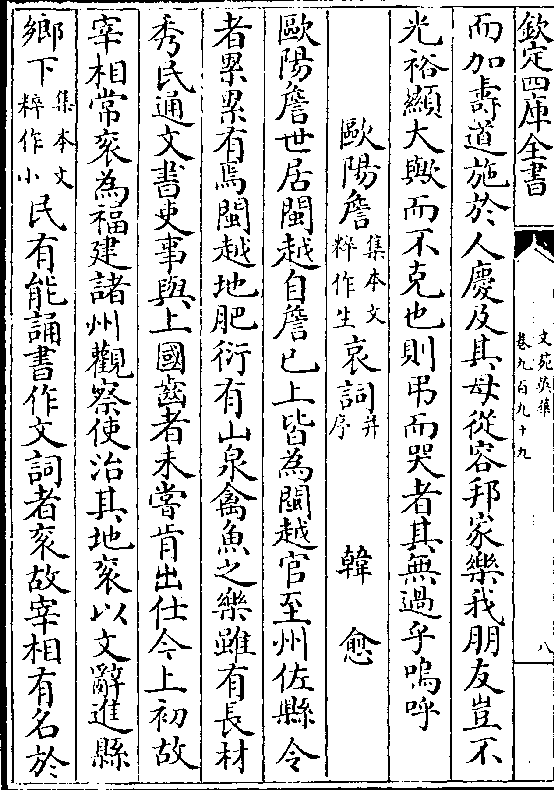 欽定四庫全書
文苑英華
卷九百九十九
八
而加壽道施於人慶及其母從容邦家樂我朋友豈不
光裕顯大歟而不克也則弔而哭者其無過乎嗚呼
歐陽詹集本文粹作生哀詞并序 韓愈
歐陽詹世居閩越自詹已上皆為閩越官至州佐縣令
者累累有焉閩越地肥衍有山泉禽魚之樂雖有長材
秀民通文書吏事與上國齒者未嘗肯出仕今上初故
宰相常衮為福建諸州觀察使治其地衮以文辭進縣
鄉下集本文粹作小民有能誦書作文詞者衮故宰相有名於